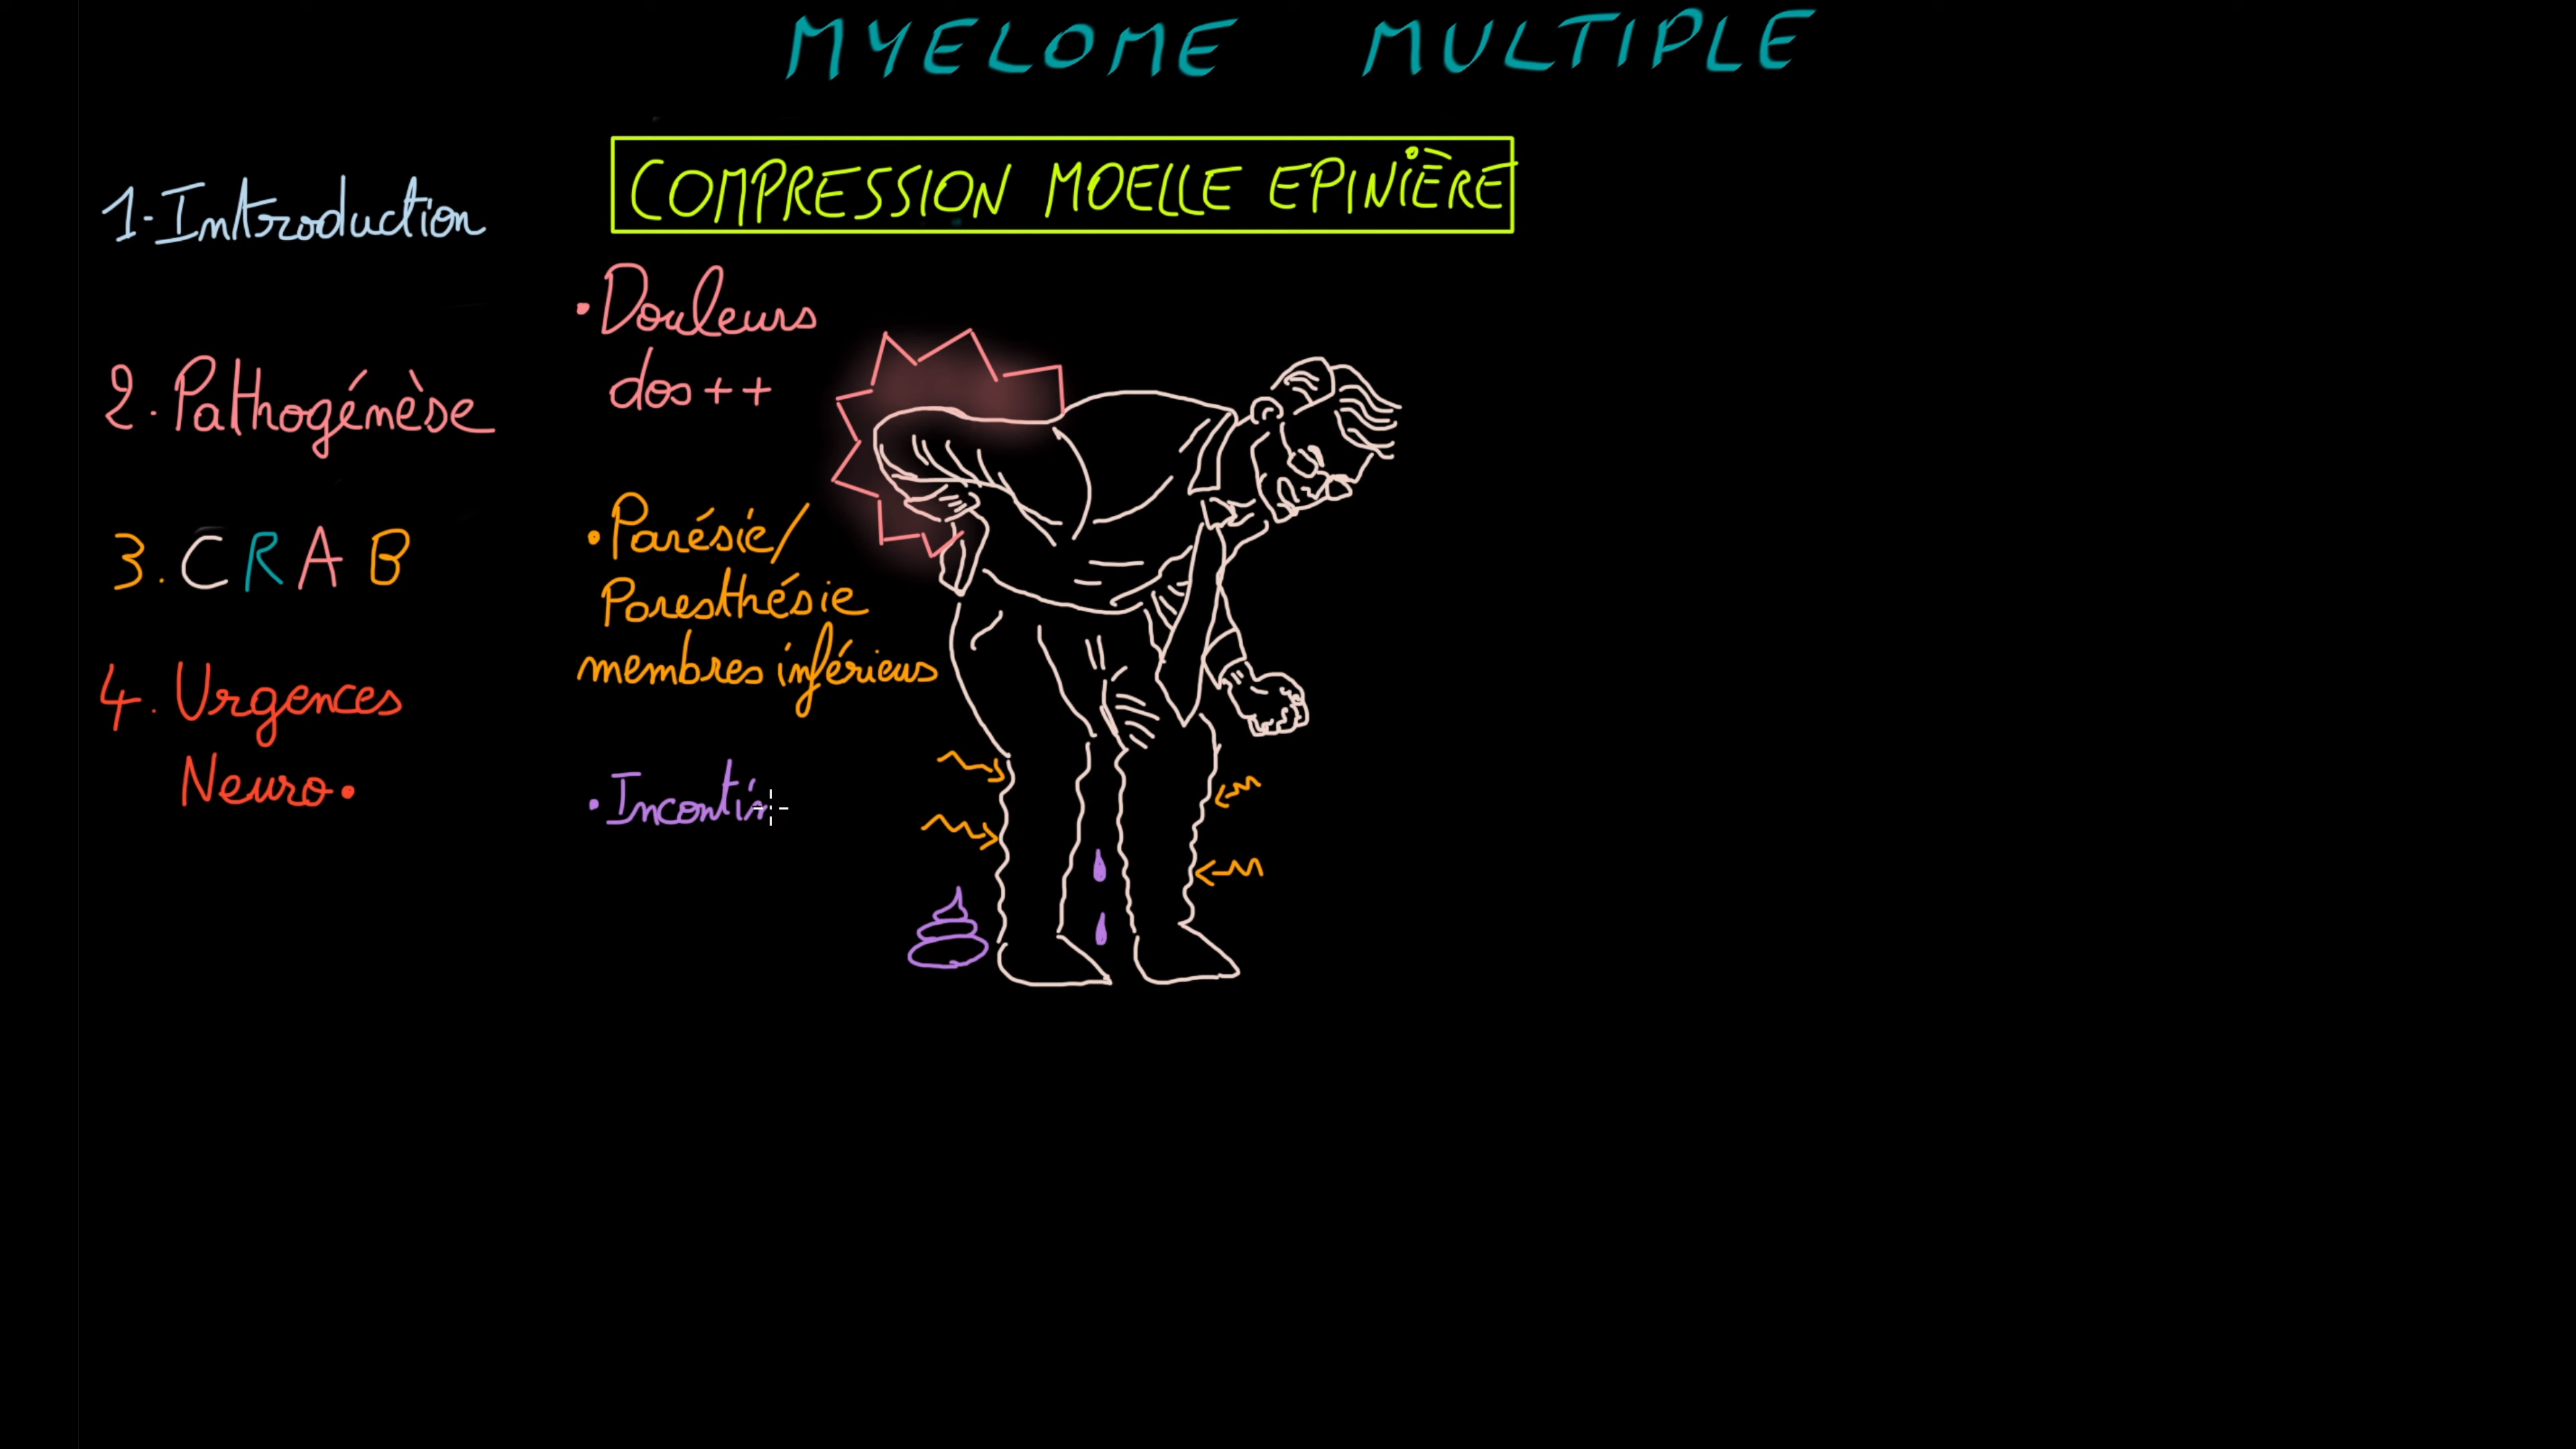 MYELOME MULTIPLE
COMPRESSION MOELLE EPINIÈRE
1-Introduction
2. Pathogénèse
3. C R A B
4. Urgences
Neuro.
• Douleurs
dos ++
• Parésie/
Paresthésie
membres inférieurs
• Incontin